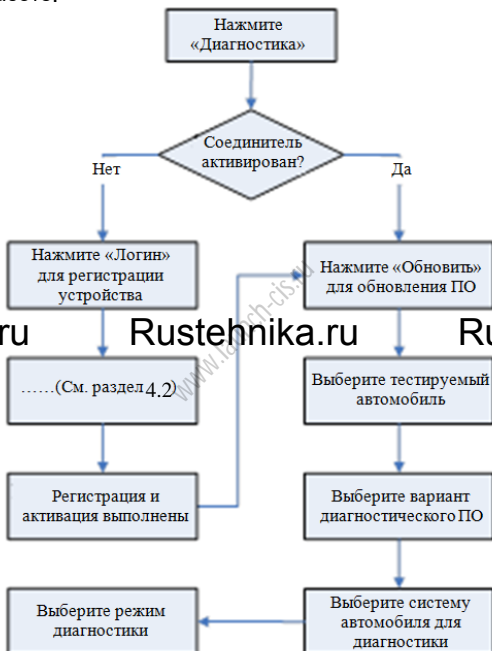 Нажмите
«Диагностика»
Соединитель
активирован?
Нет
Да
Нажмите «Логин»
для регистрации
устройства
Нажмите «Обновить»
для обновления ПО
ru
Rustehnika.ru
Ru
......(См. раздел 4.2)
Выберите тестируемый
автомобиль
Регистрация и
активация выполнены
Выберите вариант
диагностического ПО
Выберите режим
диагностики
Выберите систему
автомобиля для
диагностики